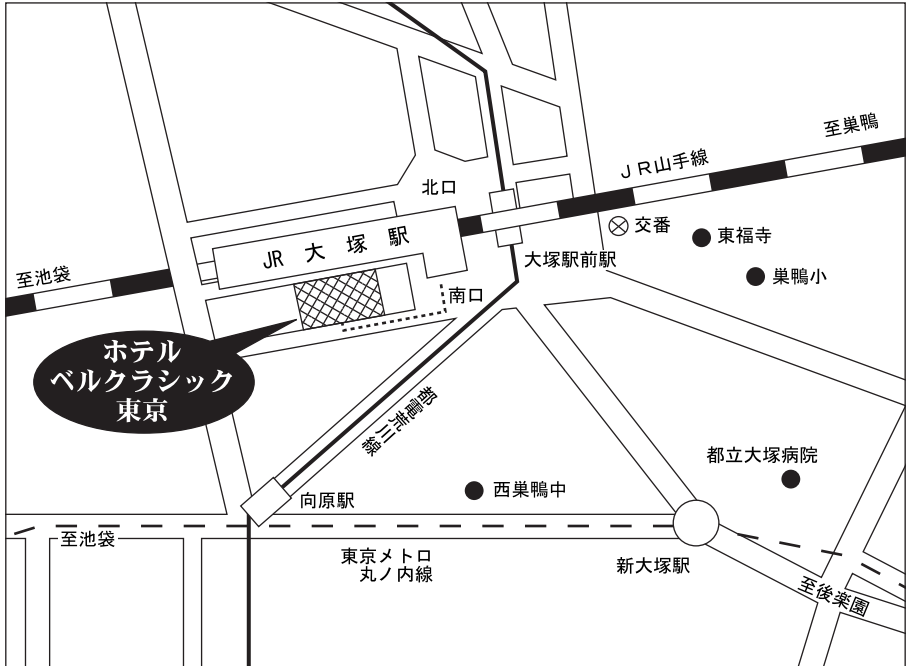 至巣鴨
ＪＲ山手線
北口
交番
東福寺
JR 大塚駅
大塚駅前駅
巣鴨小
至池袋
南口
ホテル
ベルクラシック
東京
都電荒川線
都立大塚病院
西巣鴨中
向原駅
至池袋
東京メトロ
丸ノ内線
新大塚駅
至後楽園